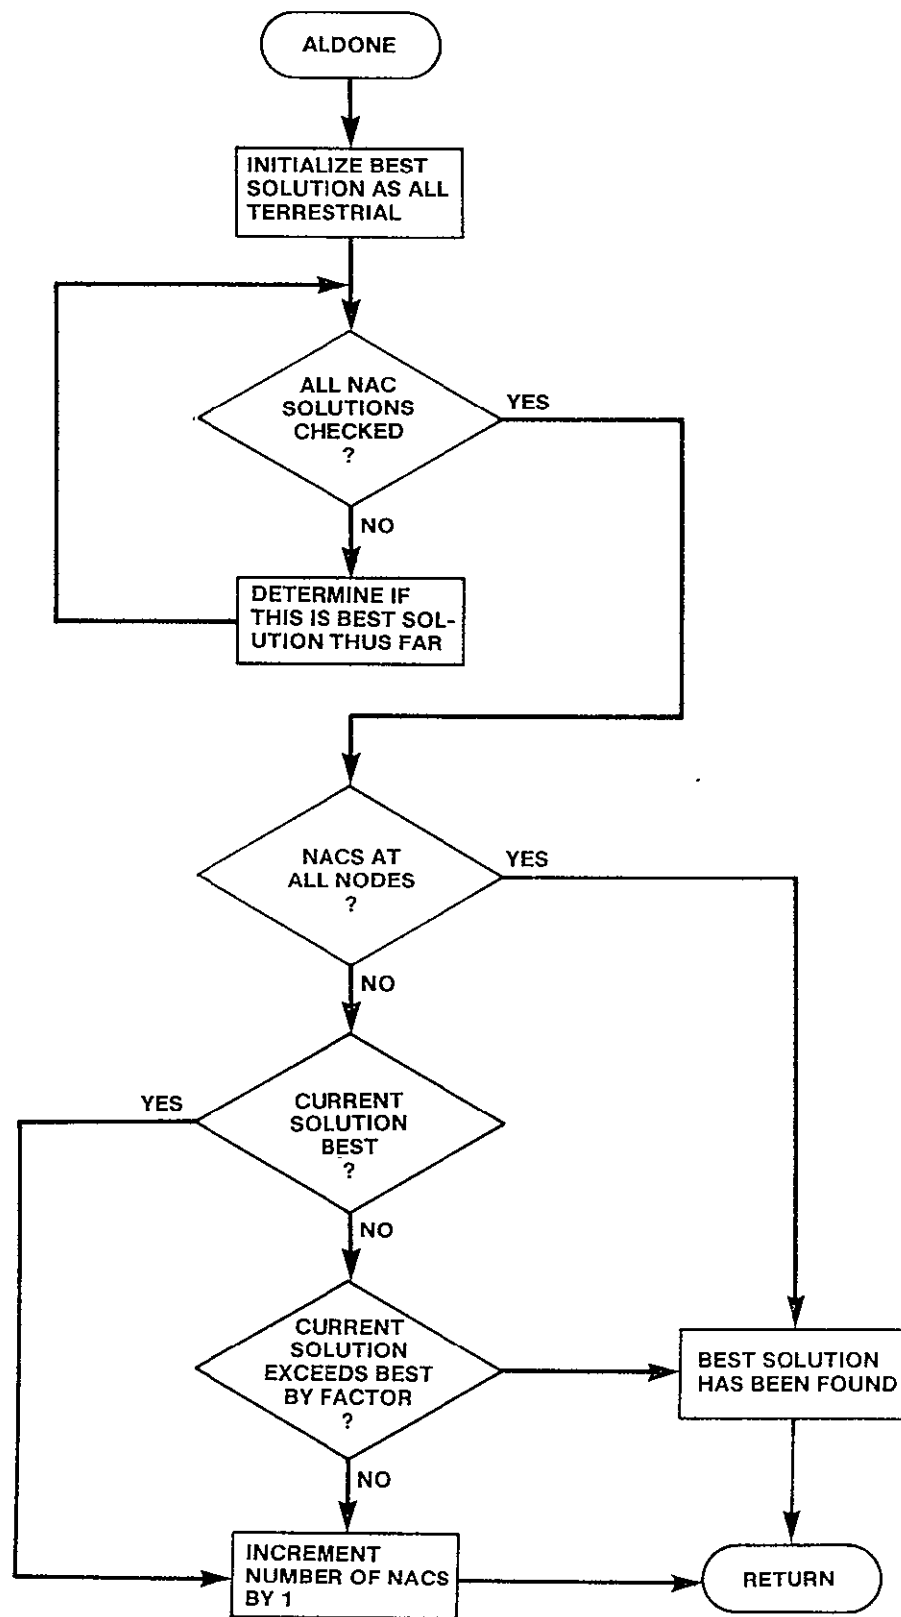 ALDONE
INITIALIZE BEST
SOLUTION AS ALL
TERRESTRIAL
ALL NAC
SOLUTIONS
CHECKED
?
YES
NO
DETERMINE IF
THIS IS BEST SOL-
UTION THUS FAR
NACS AT
ALL NODES
?
YES
NO
YES
CURRENT
SOLUTION
BEST
?
NO
CURRENT
SOLUTION
EXCEEDS BEST
BY FACTOR
?
BEST SOLUTION
HAS BEEN FOUND
NO
INCREMENT
NUMBER OF NACS
BY 1
RETURN